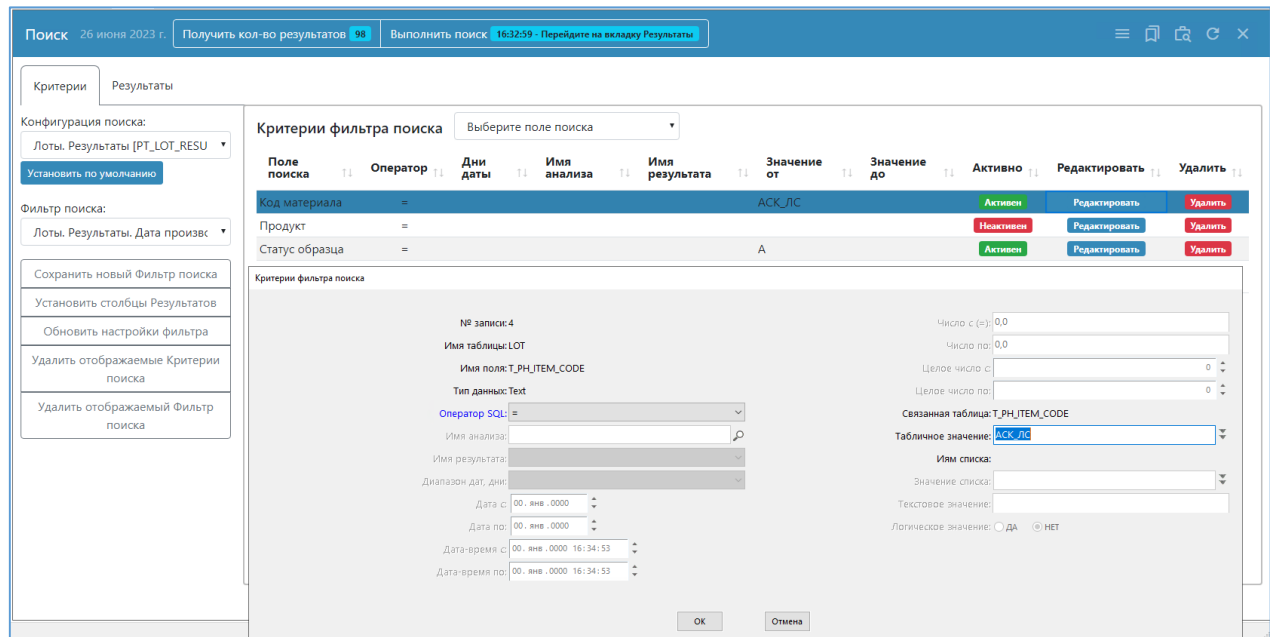 Поиск 26 июня 2023 г. Получить кол-во результатов 98 Выполнить поиск 16:32:59 - Перейдите на вкладку Результаты
Критерии Результаты
Конфигурация поиска:
Лоты. Результаты [PT_LOT_RESU
Установить по умолчанию
Фильтр поиска:
Лоты. Результаты. Дата произвс
Сохранить новый Фильтр поиска
Установить столбцы Результатов
Обновить настройки фильтра
Удалить отображаемые Критерии
поиска
Удалить отображаемый Фильтр
поиска
Критерии фильтра поиска Выберите поле поиска
Поле поиска Оператор Дни даты Имя анализа Имя результата Значение от Значение до Активно Редактировать Удалить
Код материала = АСК_ЛС Активен Редактировать Удалить
Продукт = Неактивен Редактировать Удалить
Статус образца = A Активен Редактировать Удалить
Критерии фильтра поиска
№ записи: 4
Имя таблицы: LOT
Имя поля: T_PH_ITEM_CODE
Тип данных: Text
Оператор SQL: =
Имя анализа:
Имя результата:
Диапазон дат, дни:
Дата с: 00. янв .0000
Дата по: 00. янв .0000
Дата-время с: 00. янв .0000 16:34:53
Дата-время по: 00. янв .0000 16:34:53
Число с (=): 0,0
Число по: 0,0
Целое число с: 0
Целое число по: 0
Связанная таблица: T_PH_ITEM_CODE
Табличное значение: АСК_ЛС
Иям списка:
Значение списка:
Текстовое значение:
Логическое значение: ДА НЕТ
ОК Отмена